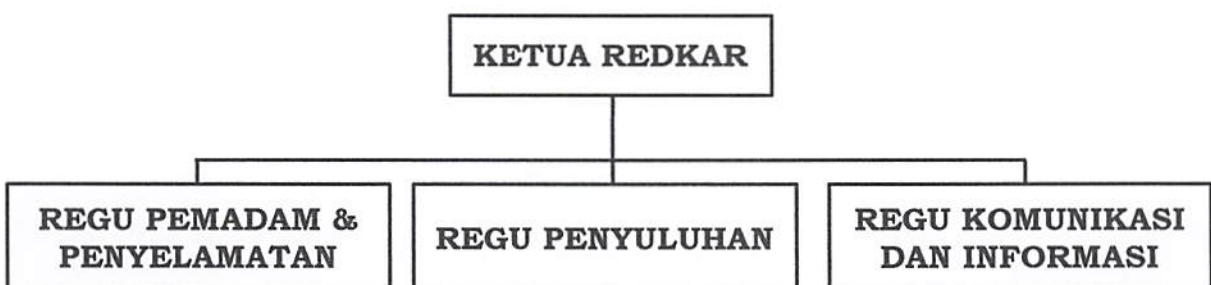 KETUA REDKAR
REGU PEMADAM &
PENYELAMATAN
REGU PENYULUHAN
REGU KOMUNIKASI
DAN INFORMASI